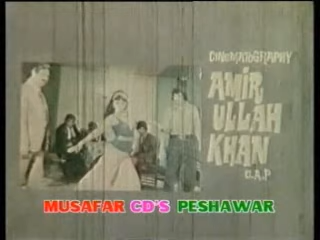 CINEMATOGRAPHY
AMIR
ULLAH
KHAN
C.A.P
MUSAFAR CD'S PESHAWAR